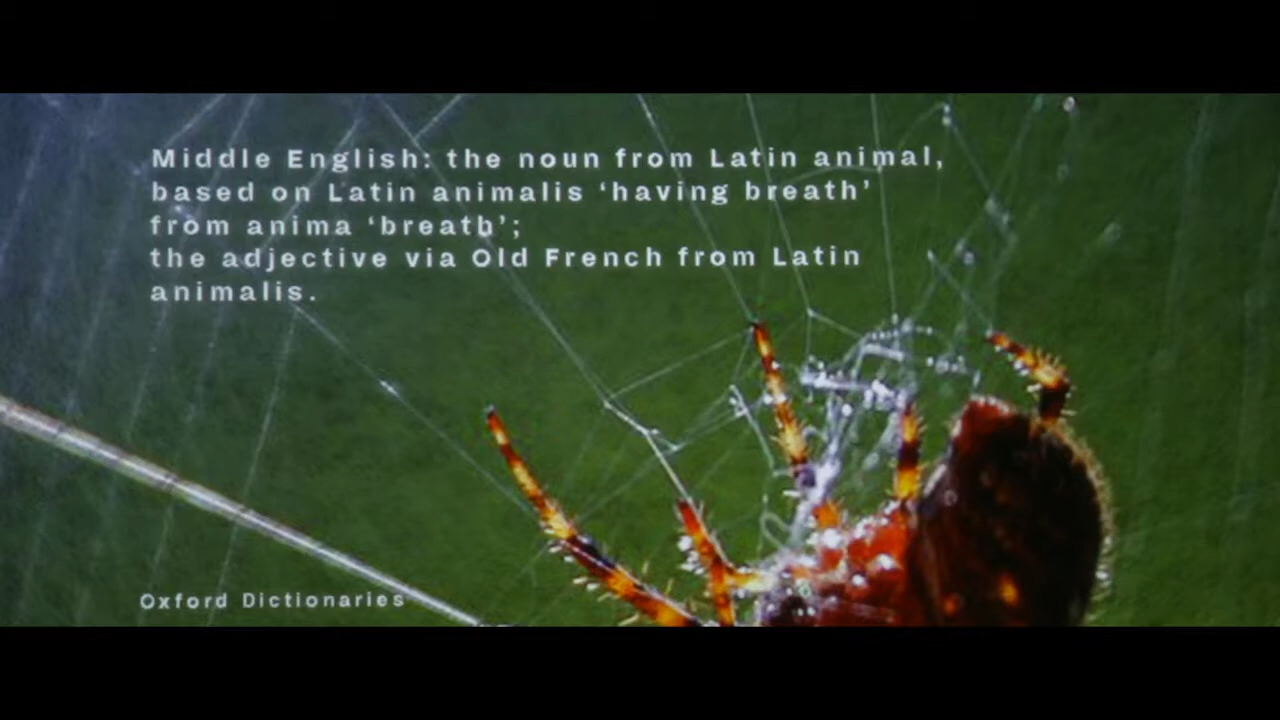 Middle English: the noun from Latin animal,
based on Latin animalis ‘having breath’
from anima ‘breath’;
the adjective via Old French from Latin
animalis.
Oxford Dictionaries